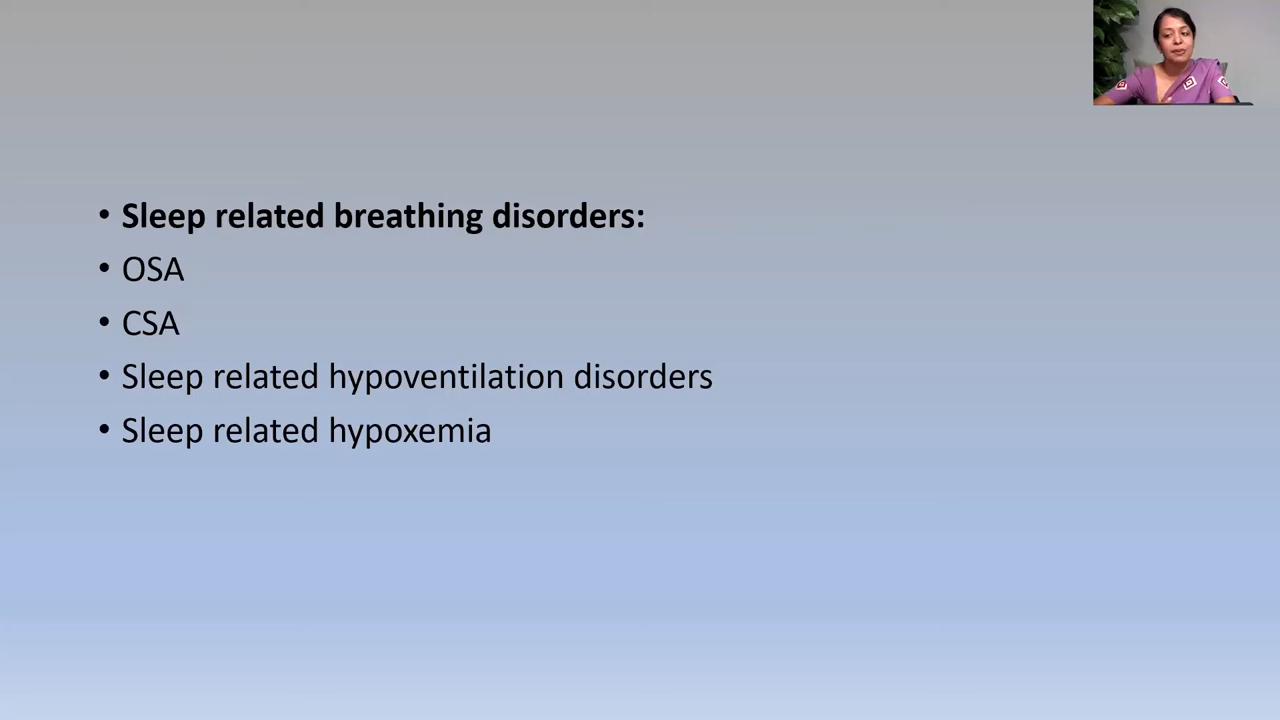 • Sleep related breathing disorders:
• OSA
• CSA
• Sleep related hypoventilation disorders
• Sleep related hypoxemia